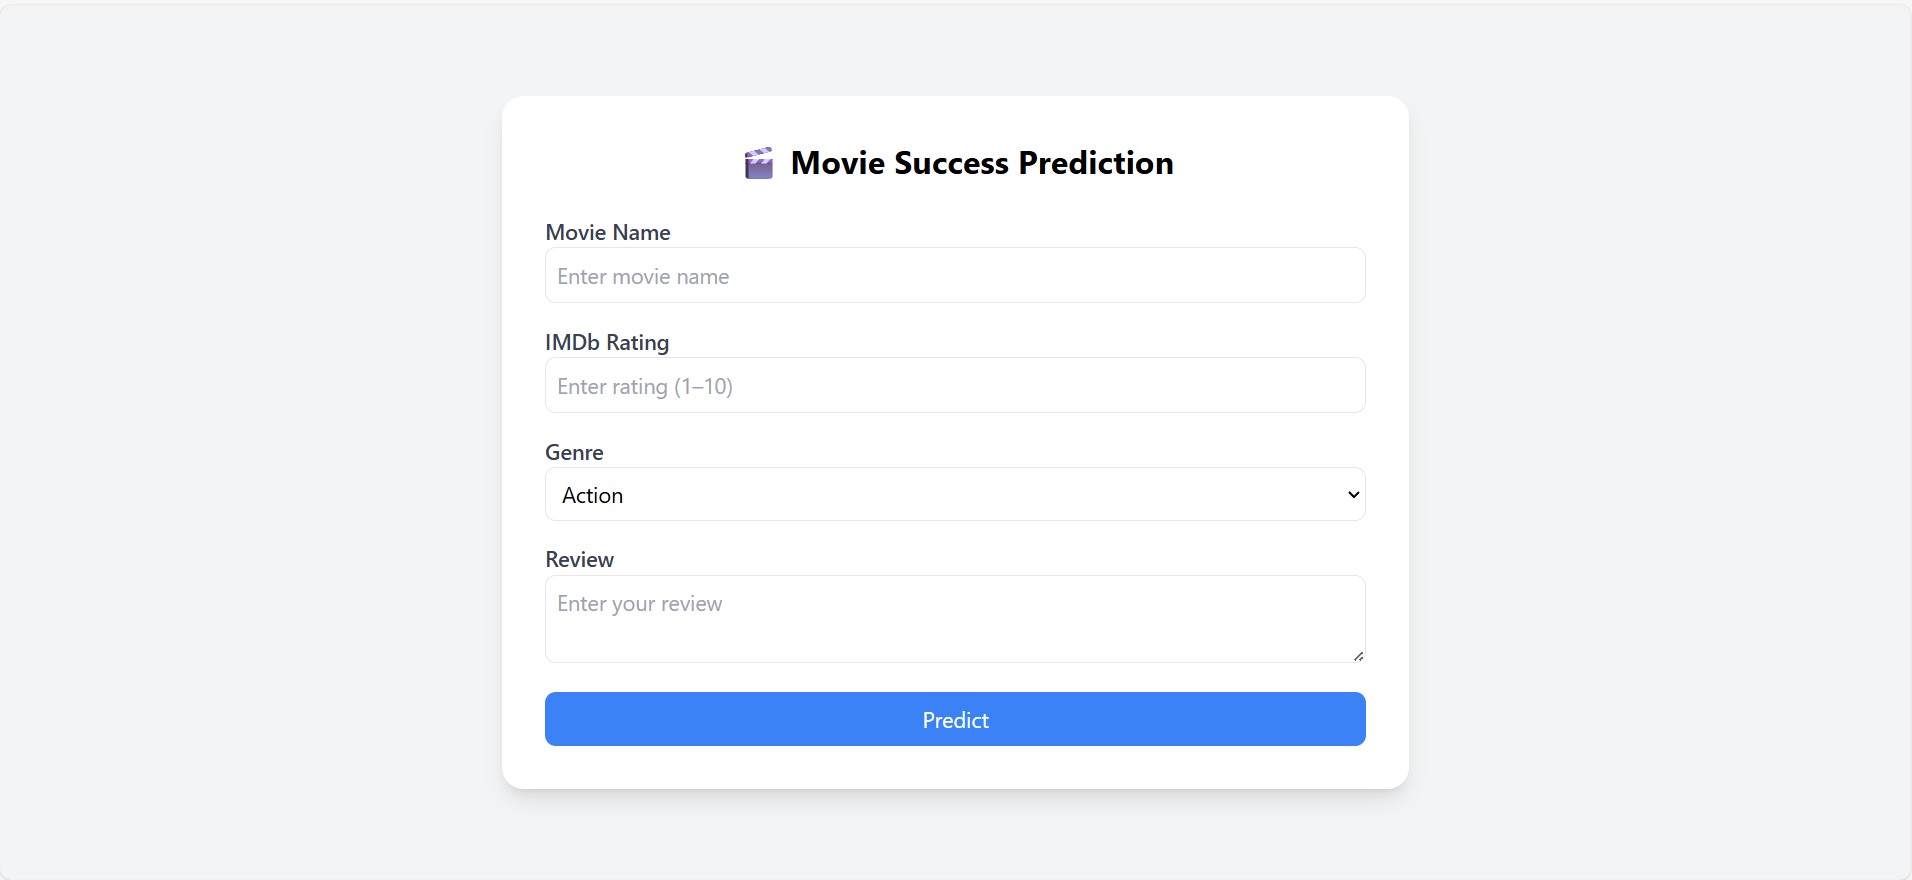 Movie Success Prediction
Movie Name
Enter movie name
IMDb Rating
Enter rating (1–10)
Genre
Action
Review
Enter your review
Predict